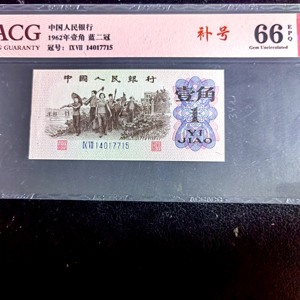 ACG
GUARANTY
中国人民银行
1962年壹角 蓝二冠
冠号: IXVII 14017715
补号
66 EPQ
Gem Uncirculated
中国人民银行
壹角
1
YI
JIAO
IX VII 14017715